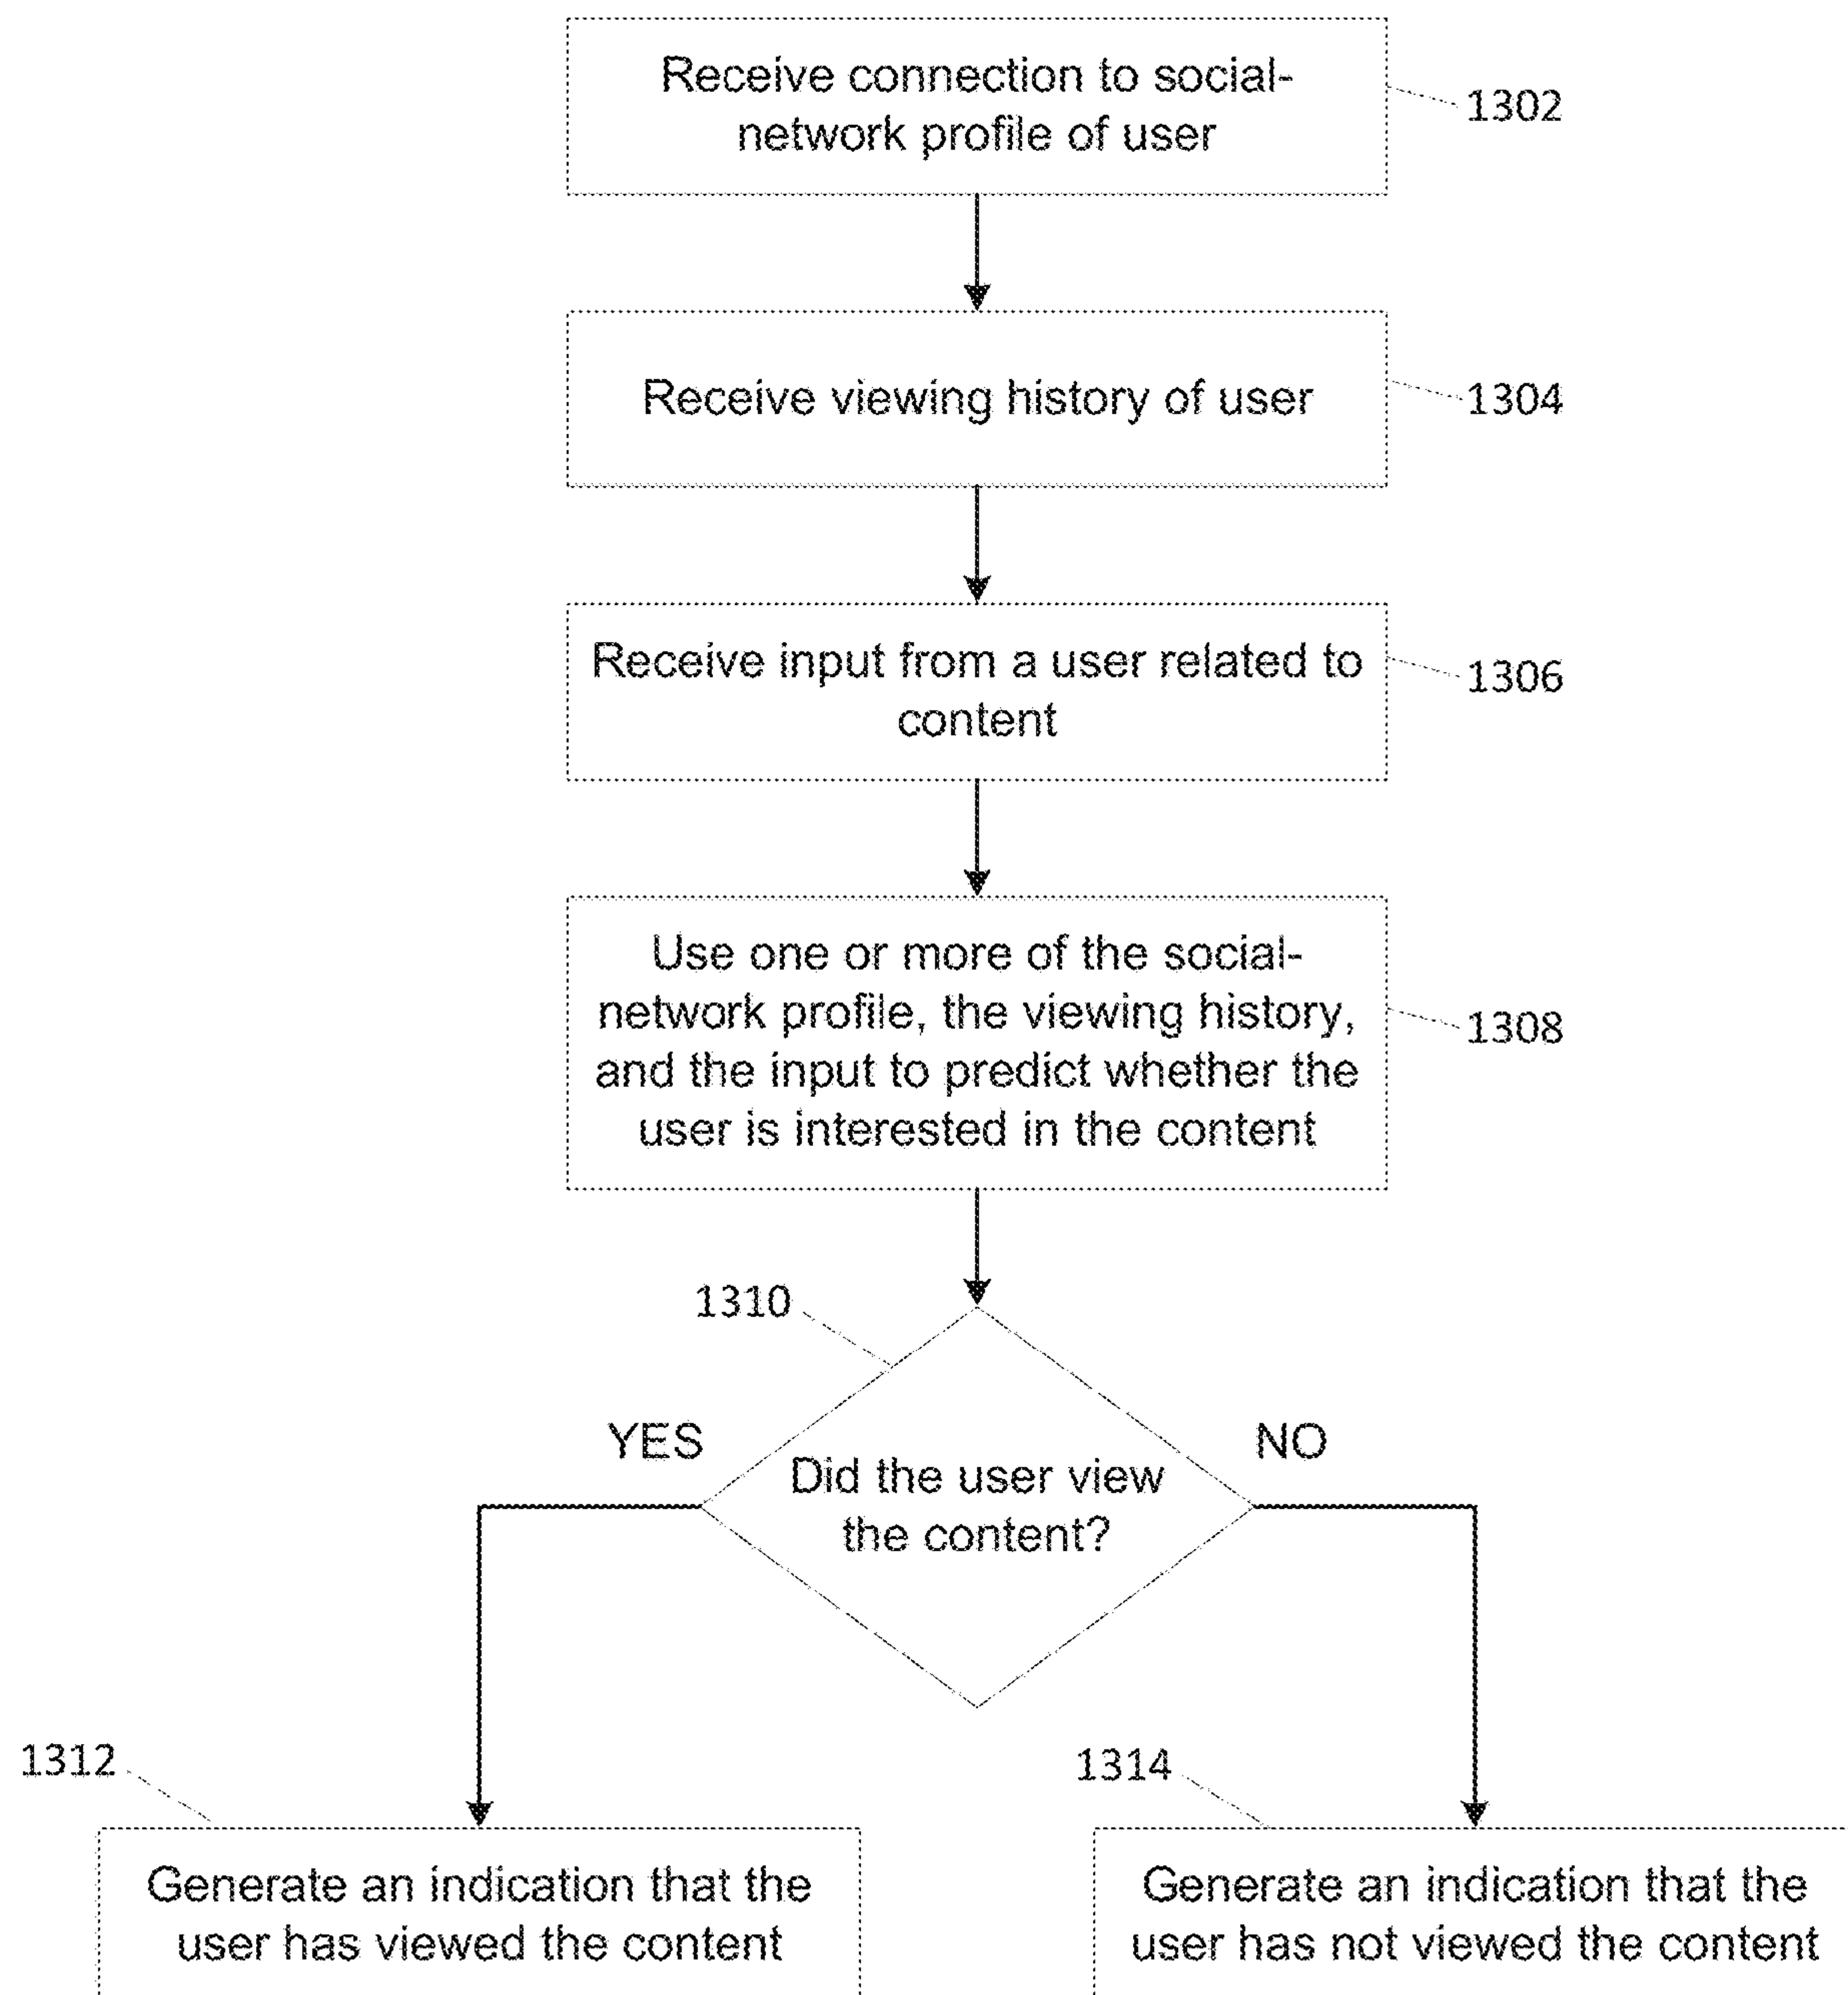 Receive connection to social-
network profile of user
1302
Receive viewing history of user
1304
Receive input from a user related to
content
1306
Use one or more of the social-
network profile, the viewing history,
and the input to predict whether the
user is interested in the content
1308
1310
YES
NO
Did the user view
the content?
1312
1314
Generate an indication that the
user has viewed the content
Generate an indication that the
user has not viewed the content